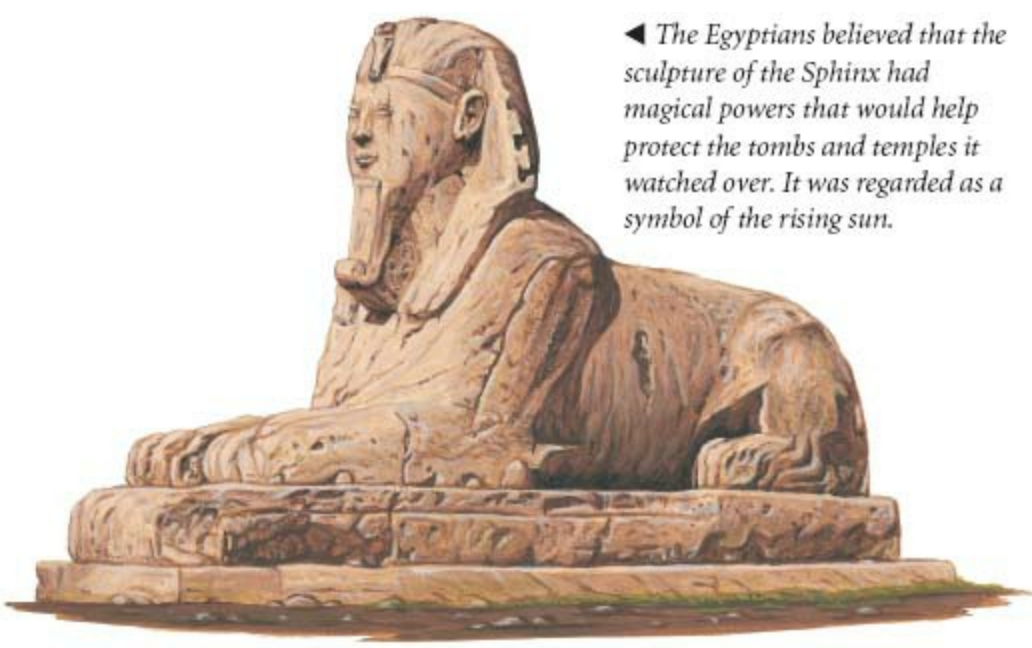 ◀ The Egyptians believed that the
sculpture of the Sphinx had
magical powers that would help
protect the tombs and temples it
watched over. It was regarded as a
symbol of the rising sun.